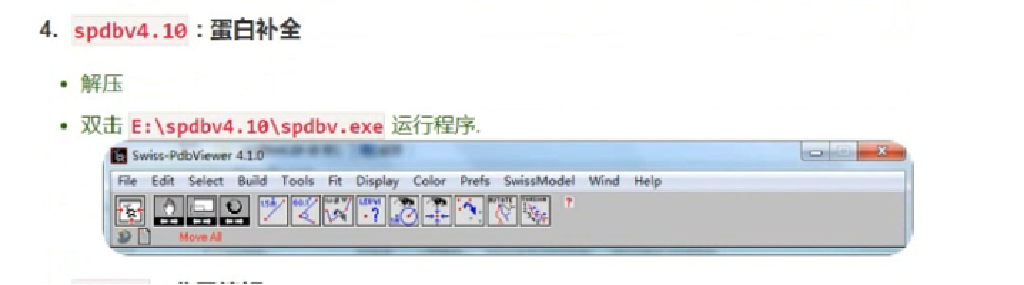 4. spdbv4.10：蛋白补全
• 解压
• 双击 E:\spdbv4.10\spdbv.exe 运行程序.
Swiss-PdbViewer 4.1.0
File Edit Select Build Tools Fit Display Color Prefs SwissModel Wind Help
?
Move All